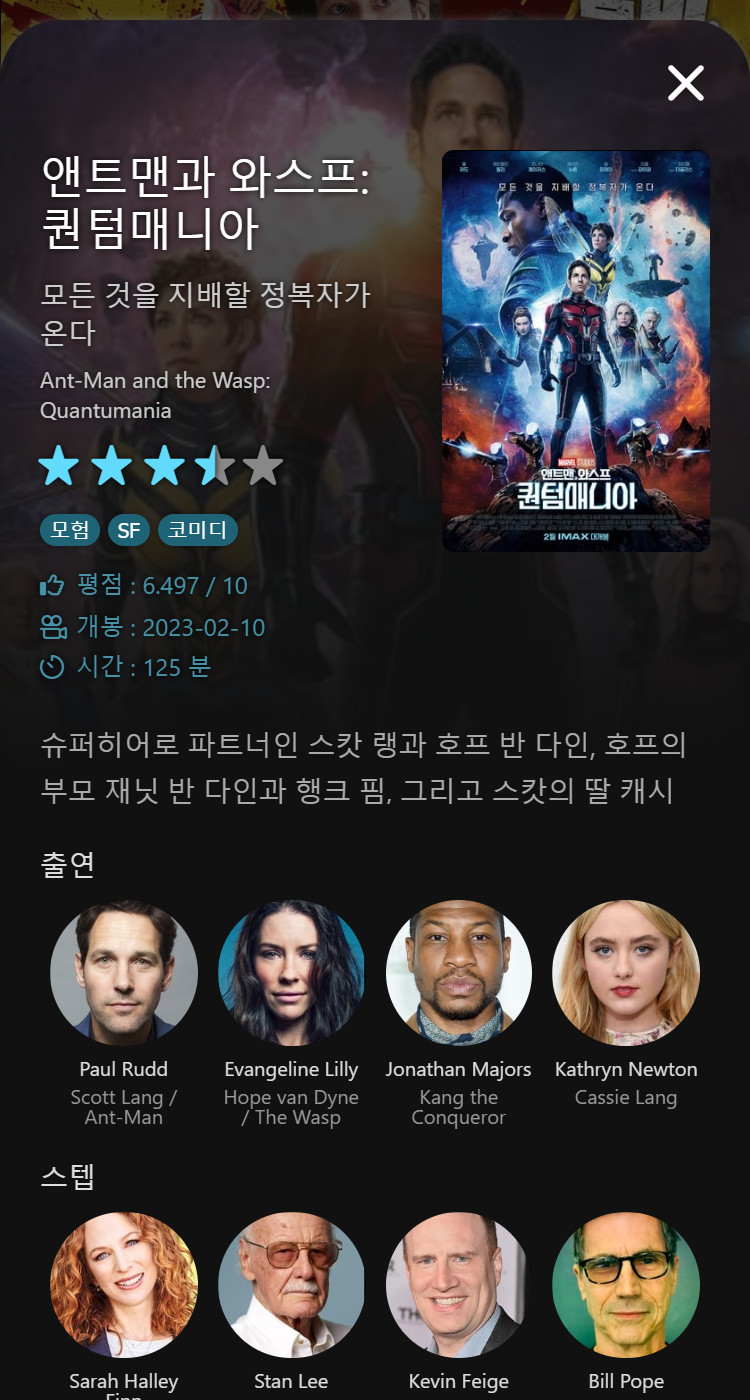 앤트맨과 와스프:
퀀텀매니아
모든 것을 지배할 정복자가
온다
Ant-Man and the Wasp:
Quantumania
모험 SF 코미디
평점 : 6.497 / 10
개봉 : 2023-02-10
시간 : 125 분
모든 것을 지배할 정복자가 온다
MARVEL STUDIOS
앤트맨과 와스프
퀀텀매니아
2월 IMAX 대개봉
슈퍼히어로 파트너인 스캇 랭과 호프 반 다인, 호프의
부모 재닛 반 다인과 행크 핌, 그리고 스캇의 딸 캐시
출연
Paul Rudd Evangeline Lilly Jonathan Majors Kathryn Newton
Scott Lang / Hope van Dyne Kang the Cassie Lang
Ant-Man / The Wasp Conqueror
스텝
Sarah Halley Stan Lee Kevin Feige Bill Pope
Finn